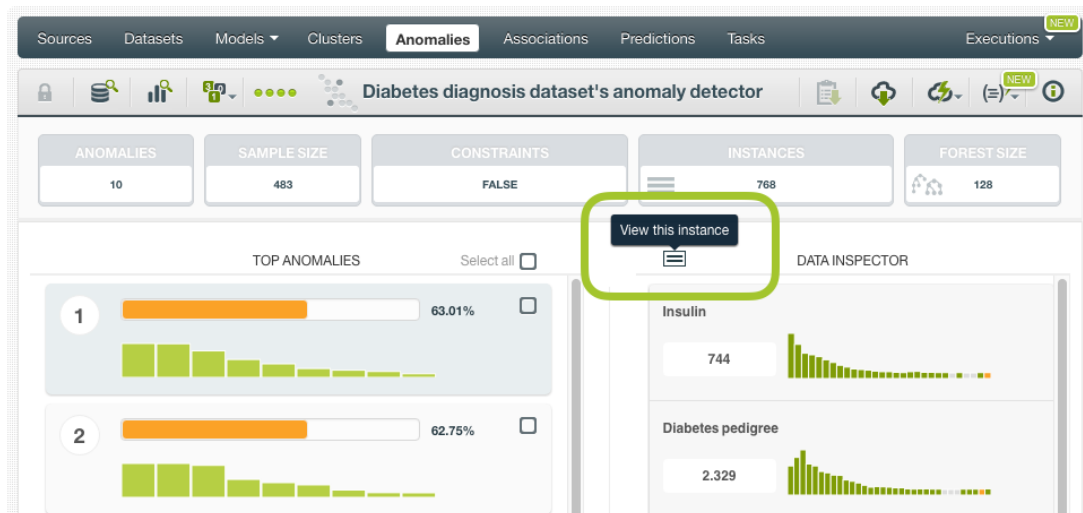 NEW
Sources Datasets Models Clusters Anomalies Associations Predictions Tasks Executions
Diabetes diagnosis dataset's anomaly detector (=) NEW
ANOMALIES SAMPLE SIZE CONSTRAINTS INSTANCES FOREST SIZE
10 483 FALSE 768 128
View this instance
TOP ANOMALIES Select all DATA INSPECTOR
1 63.01%
Insulin
744
2 62.75%
Diabetes pedigree
2.329